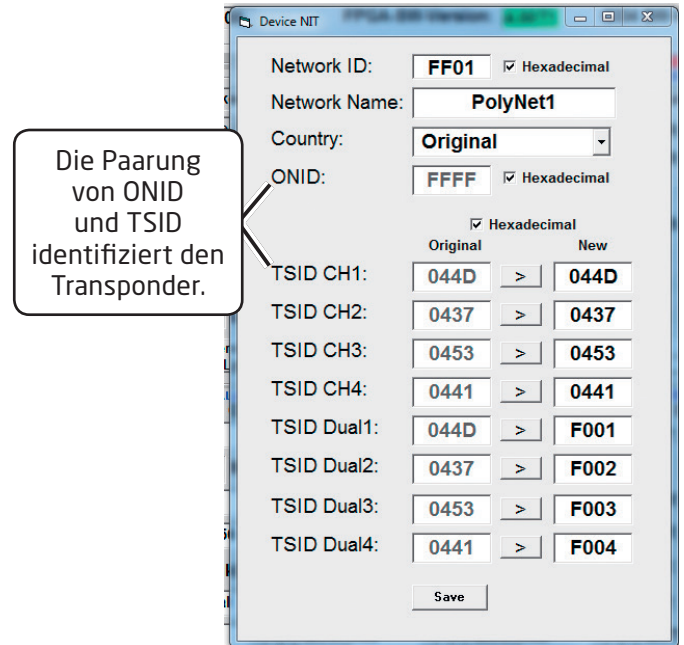 Device NIT
Network ID: FF01 Hexadecimal
Network Name: PolyNet1
Country: Original
ONID: FFFF Hexadecimal
Die Paarung
von ONID
und TSID
identifiziert den
Transponder.
Hexadecimal
Original New
TSID CH1: 044D > 044D
TSID CH2: 0437 > 0437
TSID CH3: 0453 > 0453
TSID CH4: 0441 > 0441
TSID Dual1: 044D > F001
TSID Dual2: 0437 > F002
TSID Dual3: 0453 > F003
TSID Dual4: 0441 > F004
Save